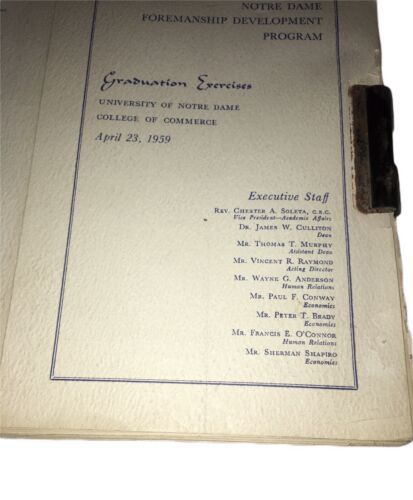 NOTRE DAME
FOREMANSHIP DEVELOPMENT
PROGRAM
Graduation Exercises
UNIVERSITY OF NOTRE DAME
COLLEGE OF COMMERCE
April 23, 1959
Executive Staff
REV. CHESTER A. SOLETA, C.S.C.
Vice President—Academic Affairs
DR. JAMES W. CULLITON
Dean
MR. THOMAS T. MURPHY
Assistant Dean
MR. VINCENT R. RAYMOND
Acting Director
MR. WAYNE G. ANDERSON
Human Relations
MR. PAUL F. CONWAY
Economics
MR. PETER T. BRADY
Economics
MR. FRANCIS E. O'CONNOR
Human Relations
MR. SHERMAN SHAPIRO
Economics